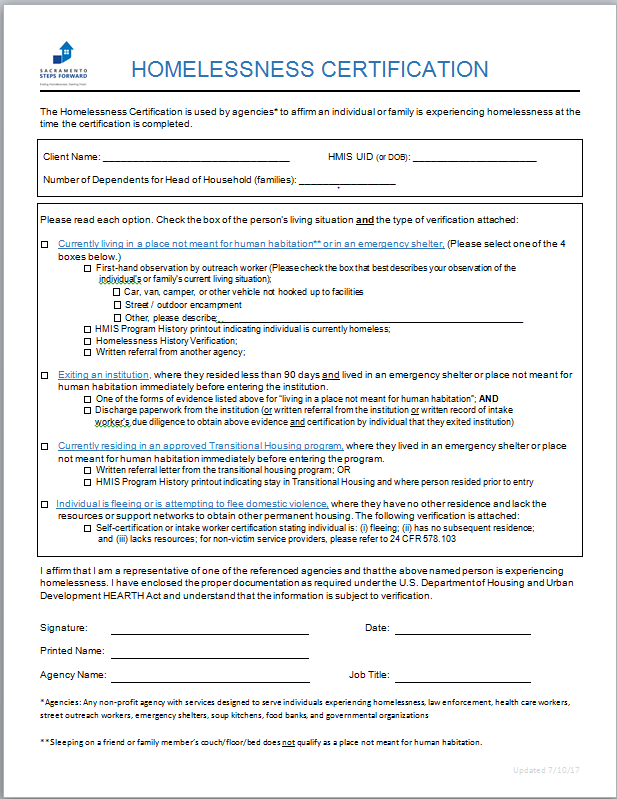 SACRAMENTO
STEPS FORWARD
HOMELESSNESS CERTIFICATION
The Homelessness Certification is used by agencies* to affirm an individual or family is experiencing homelessness at the
time the certification is completed.
Client Name: ________________________________ HMIS UID (or DOB): _____________________
Number of Dependents for Head of Household (families): _________________
Please read each option. Check the box of the person's living situation and the type of verification attached:
Currently living in a place not meant for human habitation** or in an emergency shelter, (Please select one of the 4
boxes below.)
First-hand observation by outreach worker (Please check the box that best describes your observation of the
individual's or family's current living situation);
Car, van, camper, or other vehicle not hooked up to facilities
Street / outdoor encampment
Other, please describe: ____________________
HMIS Program History printout indicating individual is currently homeless;
Homelessness History Verification;
Written referral from another agency;
Exiting an institution, where they resided less than 90 days and lived in an emergency shelter or place not meant for
human habitation immediately before entering the institution.
One of the forms of evidence listed above for "living in a place not meant for human habitation"; AND
Discharge paperwork from the institution (or written referral from the institution or written record of intake
worker's due diligence to obtain above evidence and certification by individual that they exited institution)
Currently residing in an approved Transitional Housing program, where they lived in an emergency shelter or place
not meant for human habitation immediately before entering the program.
Written referral letter from the transitional housing program; OR
HMIS Program History printout indicating stay in Transitional Housing and where person resided prior to entry
Individual is fleeing or is attempting to flee domestic violence, where they have no other residence and lack the
resources or support networks to obtain other permanent housing. The following verification is attached:
Self-certification or intake worker certification stating individual is: (i) fleeing; (ii) has no subsequent residence;
and (iii) lacks resources; for non-victim service providers, please refer to 24 CFR 578.103
I affirm that I am a representative of one of the referenced agencies and that the above named person is experiencing
homelessness. I have enclosed the proper documentation as required under the U.S. Department of Housing and Urban
Development HEARTH Act and understand that the information is subject to verification.
Signature: Date:
Printed Name:
Agency Name: Job Title:
*Agencies: Any non-profit agency with services designed to serve individuals experiencing homelessness, law enforcement, health care workers,
street outreach workers, emergency shelters, soup kitchens, food banks, and governmental organizations
**Sleeping on a friend or family member's couch/floor/bed does not qualify as a place not meant for human habitation.
Updated 7/10/17